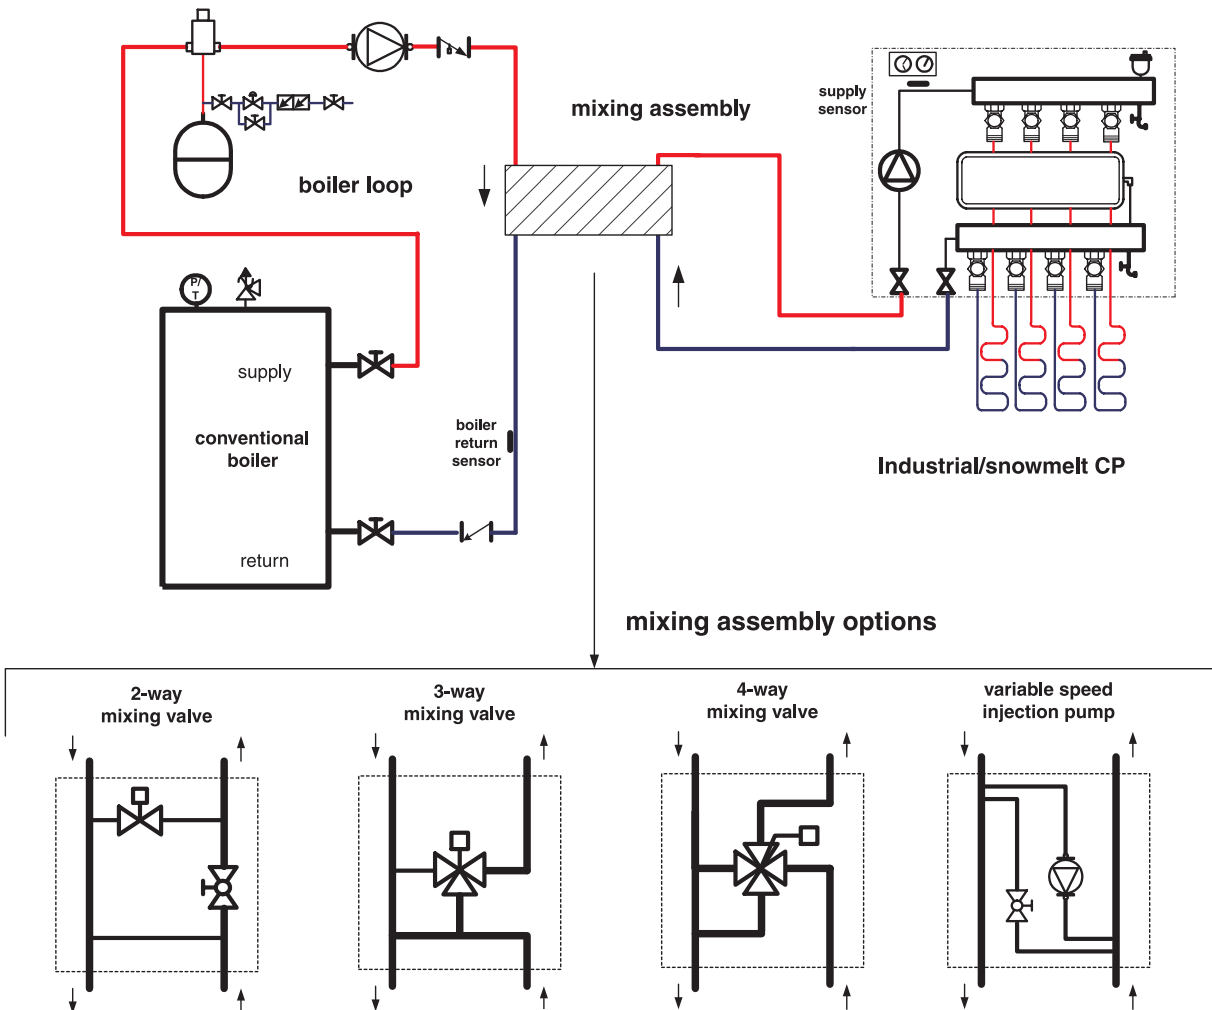 mixing assembly
supply
sensor
boiler loop
P/
T
supply
conventional
boiler
boiler
return
sensor
return
Industrial/snowmelt CP
mixing assembly options
2-way
mixing valve
3-way
mixing valve
4-way
mixing valve
variable speed
injection pump